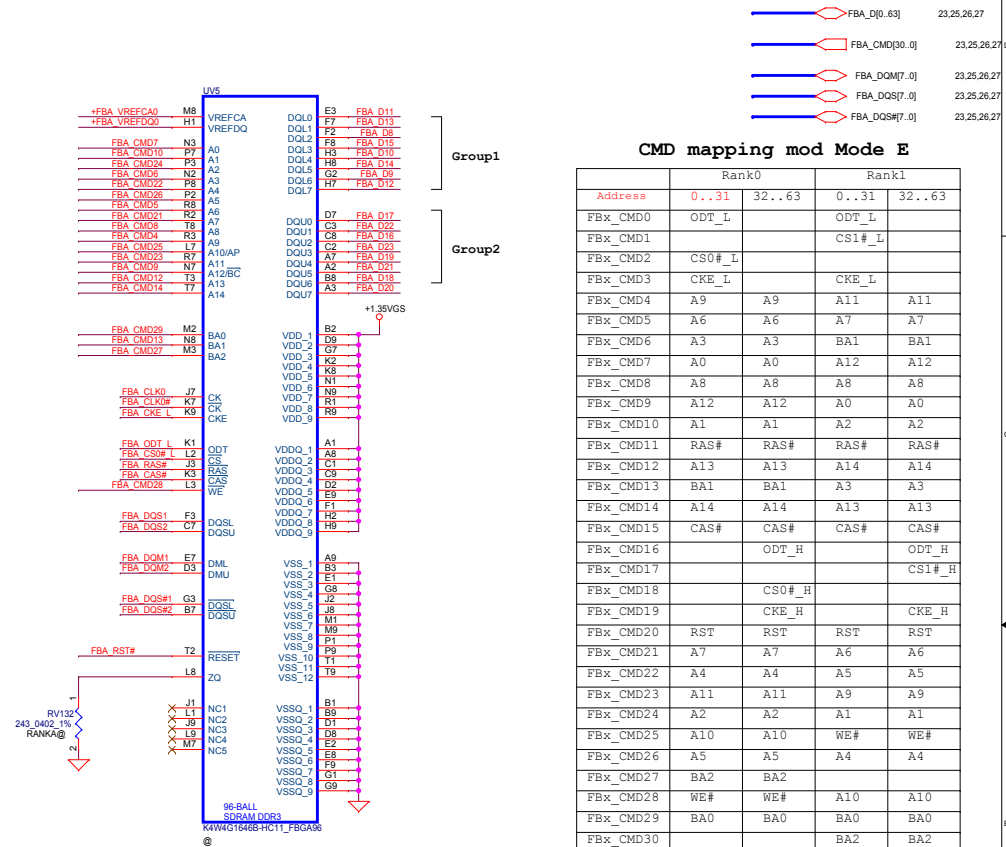 FBA_D[0..63] 23,25,26,27
FBA_CMD[30..0] 23,25,26,27
FBA_DQM[7..0] 23,25,26,27
FBA_DQS[7..0] 23,25,26,27
FBA_DQS#[7..0] 23,25,26,27
UV5
+FBA_VREFCA0 M8 VREFCA DQL0 E3 FBA_D11
+FBA_VREFDQ0 H1 VREFDQ DQL1 F7 FBA_D13
DQL2 F2 FBA_D8
FBA_CMD7 N3 A0 DQL3 F8 FBA_D15
FBA_CMD10 P7 A1 DQL4 H3 FBA_D10
FBA_CMD24 P3 A2 DQL5 H8 FBA_D14
FBA_CMD6 N2 A3 DQL6 G2 FBA_D9
FBA_CMD22 P8 A4 DQL7 H7 FBA_D12
Group1
FBA_CMD26 P2 A5
FBA_CMD5 R8 A6
FBA_CMD21 R2 A7 DQU0 D7 FBA_D17
FBA_CMD8 T8 A8 DQU1 C3 FBA_D22
FBA_CMD4 R3 A9 DQU2 C8 FBA_D16
FBA_CMD25 L7 A10/AP DQU3 C2 FBA_D23
FBA_CMD23 R7 A11 DQU4 A7 FBA_D19
FBA_CMD9 N7 A12/BC DQU5 A2 FBA_D21
FBA_CMD12 T3 A13 DQU6 B8 FBA_D18
FBA_CMD14 T7 A14 DQU7 A3 FBA_D20
Group2
+1.35VGS
FBA_CMD29 M2 BA0 VDD_1 B2
FBA_CMD13 N8 BA1 VDD_2 D9
FBA_CMD27 M3 BA2 VDD_3 G7
VDD_4 K2
VDD_5 K8
VDD_6 N1
FBA_CLK0 J7 CK VDD_7 N9
FBA_CLK0# K7 CK VDD_8 R1
FBA_CKE_L K9 CKE VDD_9 R9
FBA_ODT_L K1 ODT VDDQ_1 A1
FBA_CS0#_L L2 CS VDDQ_2 A8
FBA_RAS# J3 RAS VDDQ_3 C1
FBA_CAS# K3 CAS VDDQ_4 C9
FBA_CMD28 L3 WE VDDQ_5 D2
VDDQ_6 E9
VDDQ_7 F1
FBA_DQS1 F3 DQSL VDDQ_8 H2
FBA_DQS2 C7 DQSU VDDQ_9 H9
FBA_DQM1 E7 DML VSS_1 A9
FBA_DQM2 D3 DMU VSS_2 B3
VSS_3 E1
VSS_4 G8
FBA_DQS#1 G3 DQSL VSS_5 J2
FBA_DQS#2 B7 DQSU VSS_6 J8
VSS_7 M1
VSS_8 M9
VSS_9 P1
FBA_RST# T2 RESET VSS_10 P9
VSS_11 T1
L8 ZQ VSS_12 T9
1
RV132
243_0402_1%
RANKA@
2
J1 NC1 VSSQ_1 B1
L1 NC2 VSSQ_2 B9
J9 NC3 VSSQ_3 D1
L9 NC4 VSSQ_4 D8
M7 NC5 VSSQ_5 E2
VSSQ_6 E8
VSSQ_7 F9
VSSQ_8 G1
VSSQ_9 G9
96-BALL
SDRAM DDR3
K4W4G1646B-HC11_FBGA96
@
CMD mapping mod Mode E
Rank0 Rank1
Address 0..31 32..63 0..31 32..63
FBx_CMD0 ODT_L ODT_L
FBx_CMD1 CS1#_L
FBx_CMD2 CS0#_L
FBx_CMD3 CKE_L CKE_L
FBx_CMD4 A9 A9 A11 A11
FBx_CMD5 A6 A6 A7 A7
FBx_CMD6 A3 A3 BA1 BA1
FBx_CMD7 A0 A0 A12 A12
FBx_CMD8 A8 A8 A8 A8
FBx_CMD9 A12 A12 A0 A0
FBx_CMD10 A1 A1 A2 A2
FBx_CMD11 RAS# RAS# RAS# RAS#
FBx_CMD12 A13 A13 A14 A14
FBx_CMD13 BA1 BA1 A3 A3
FBx_CMD14 A14 A14 A13 A13
FBx_CMD15 CAS# CAS# CAS# CAS#
FBx_CMD16 ODT_H ODT_H
FBx_CMD17 CS1#_H
FBx_CMD18 CS0#_H
FBx_CMD19 CKE_H CKE_H
FBx_CMD20 RST RST RST RST
FBx_CMD21 A7 A7 A6 A6
FBx_CMD22 A4 A4 A5 A5
FBx_CMD23 A11 A11 A9 A9
FBx_CMD24 A2 A2 A1 A1
FBx_CMD25 A10 A10 WE# WE#
FBx_CMD26 A5 A5 A4 A4
FBx_CMD27 BA2 BA2
FBx_CMD28 WE# WE# A10 A10
FBx_CMD29 BA0 BA0 BA0 BA0
FBx_CMD30 BA2 BA2